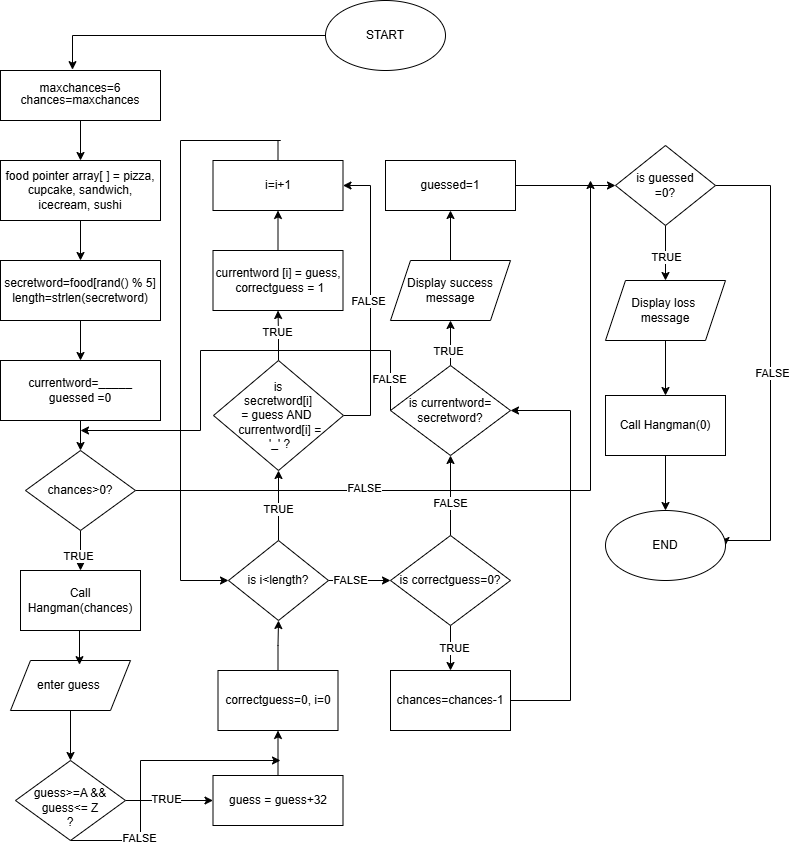 START
maxchances=6
chances=maxchances
food pointer array[ ] = pizza,
cupcake, sandwich,
icecream, sushi
secretword=food[rand() % 5]
length=strlen(secretword)
currentword=_____
guessed =0
chances>0?
FALSE
TRUE
Call
Hangman(chances)
enter guess
guess>=A &&
guess<= Z
?
TRUE
FALSE
guess = guess+32
correctguess=0, i=0
is i<length?
TRUE
FALSE
is
secretword[i]
= guess AND
currentword[i] =
'_' ?
TRUE
FALSE
currentword [i] = guess,
correctguess = 1
i=i+1
is correctguess=0?
TRUE
FALSE
chances=chances-1
is currentword=
secretword?
FALSE
TRUE
Display success
message
guessed=1
is guessed
=0?
TRUE
FALSE
Display loss
message
Call Hangman(0)
END